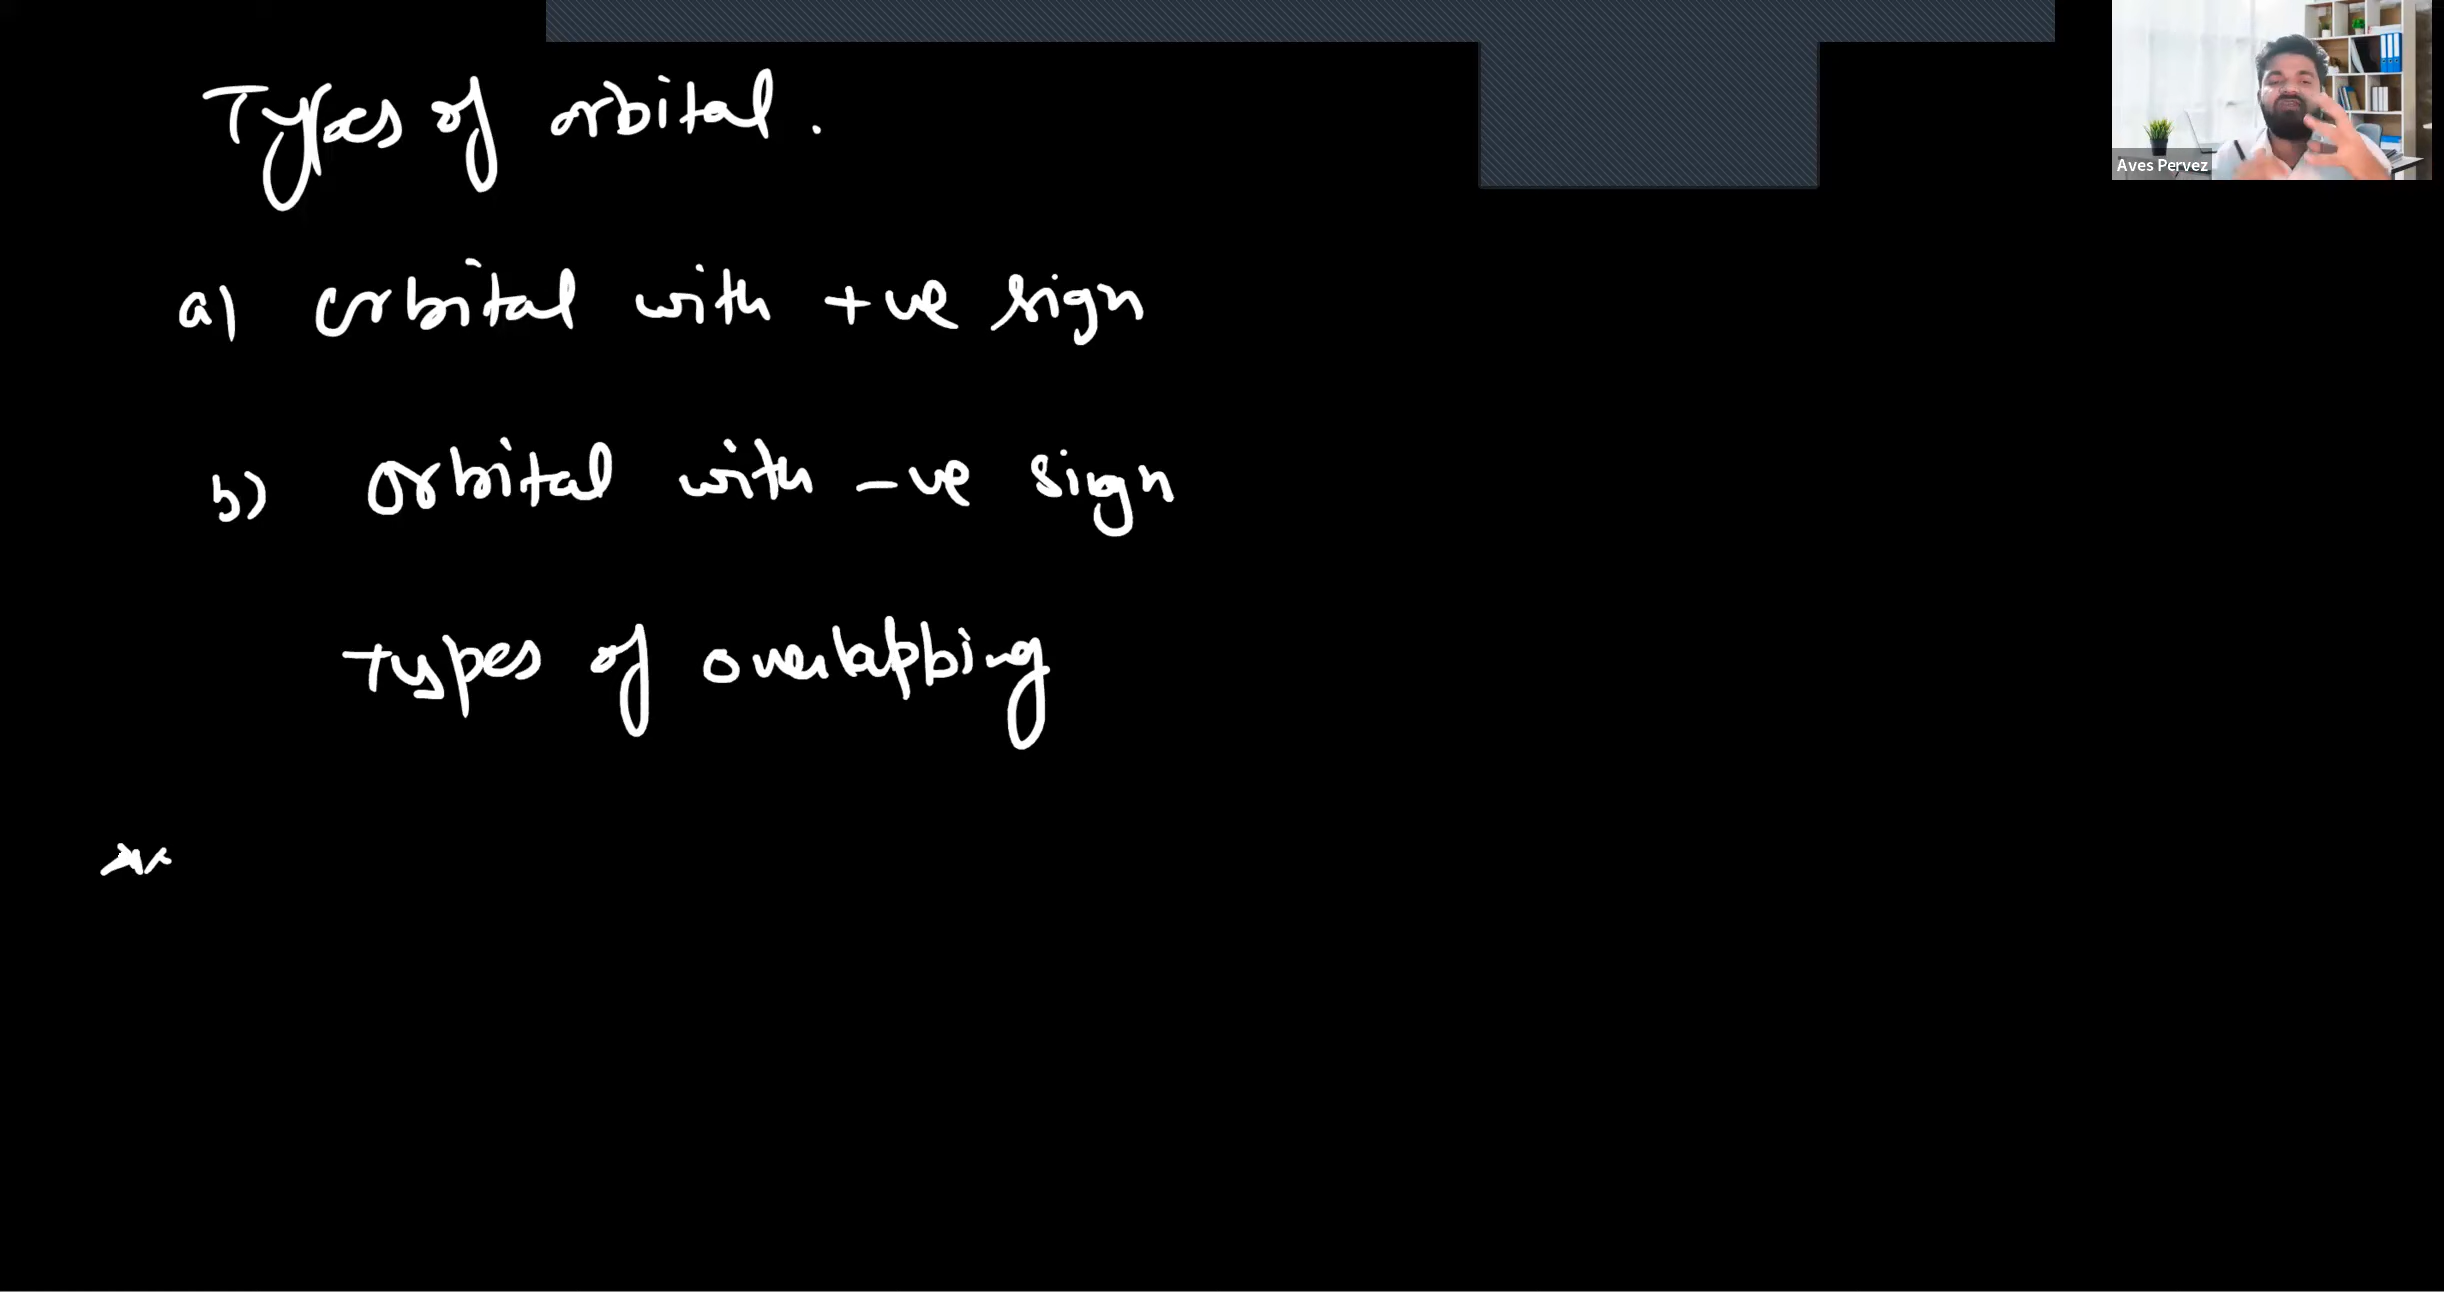 Types of orbital.
Aves Pervez
a) orbital with +ve sign
b) orbital with -ve sign
types of overlapping